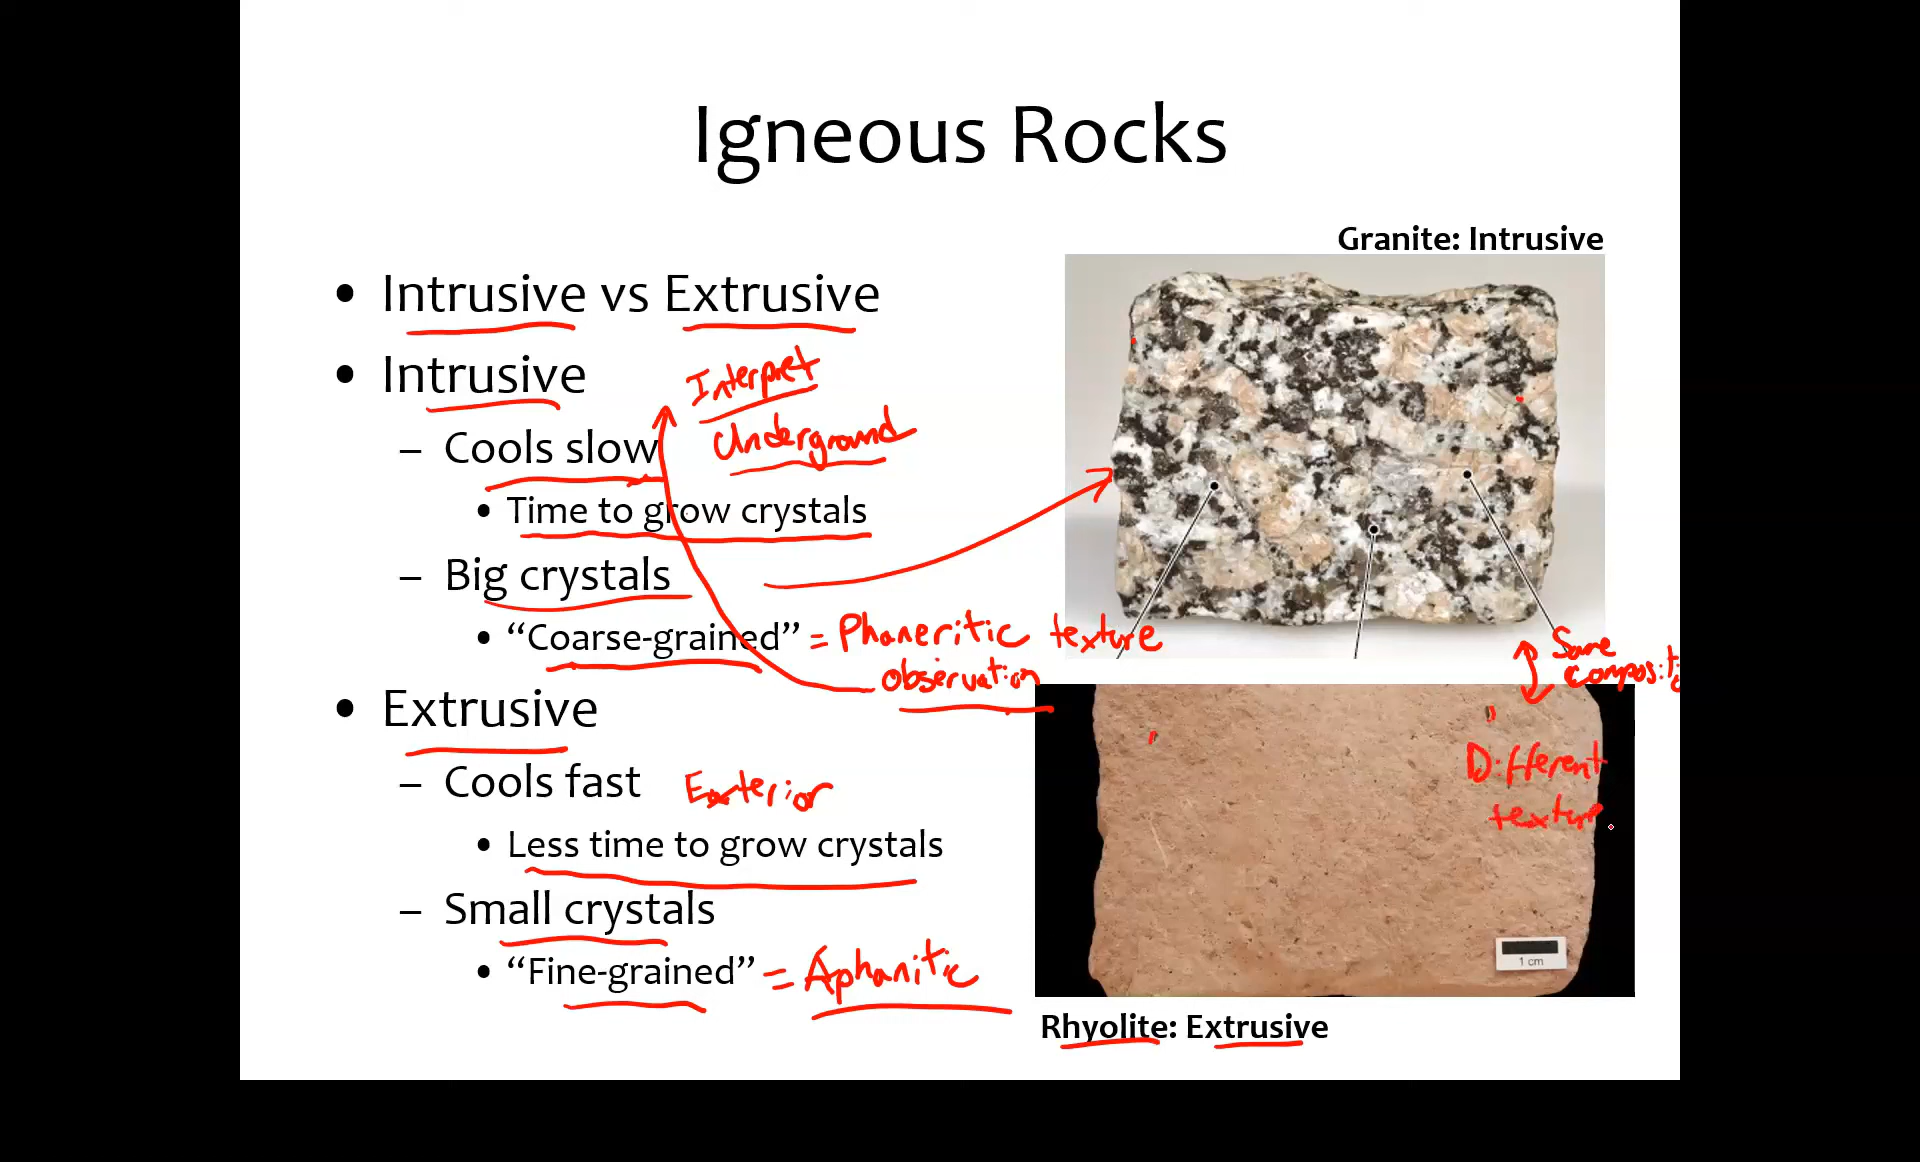 Igneous Rocks
Granite: Intrusive
• Intrusive vs Extrusive
• Intrusive
Interpret
Underground
– Cools slow
• Time to grow crystals
– Big crystals
• “Coarse-grained” = Phaneritic texture
observation
Same
compositi
• Extrusive
– Cools fast Exterior
Different
texture
• Less time to grow crystals
– Small crystals
• “Fine-grained” = Aphanitic
1 cm
Rhyolite: Extrusive